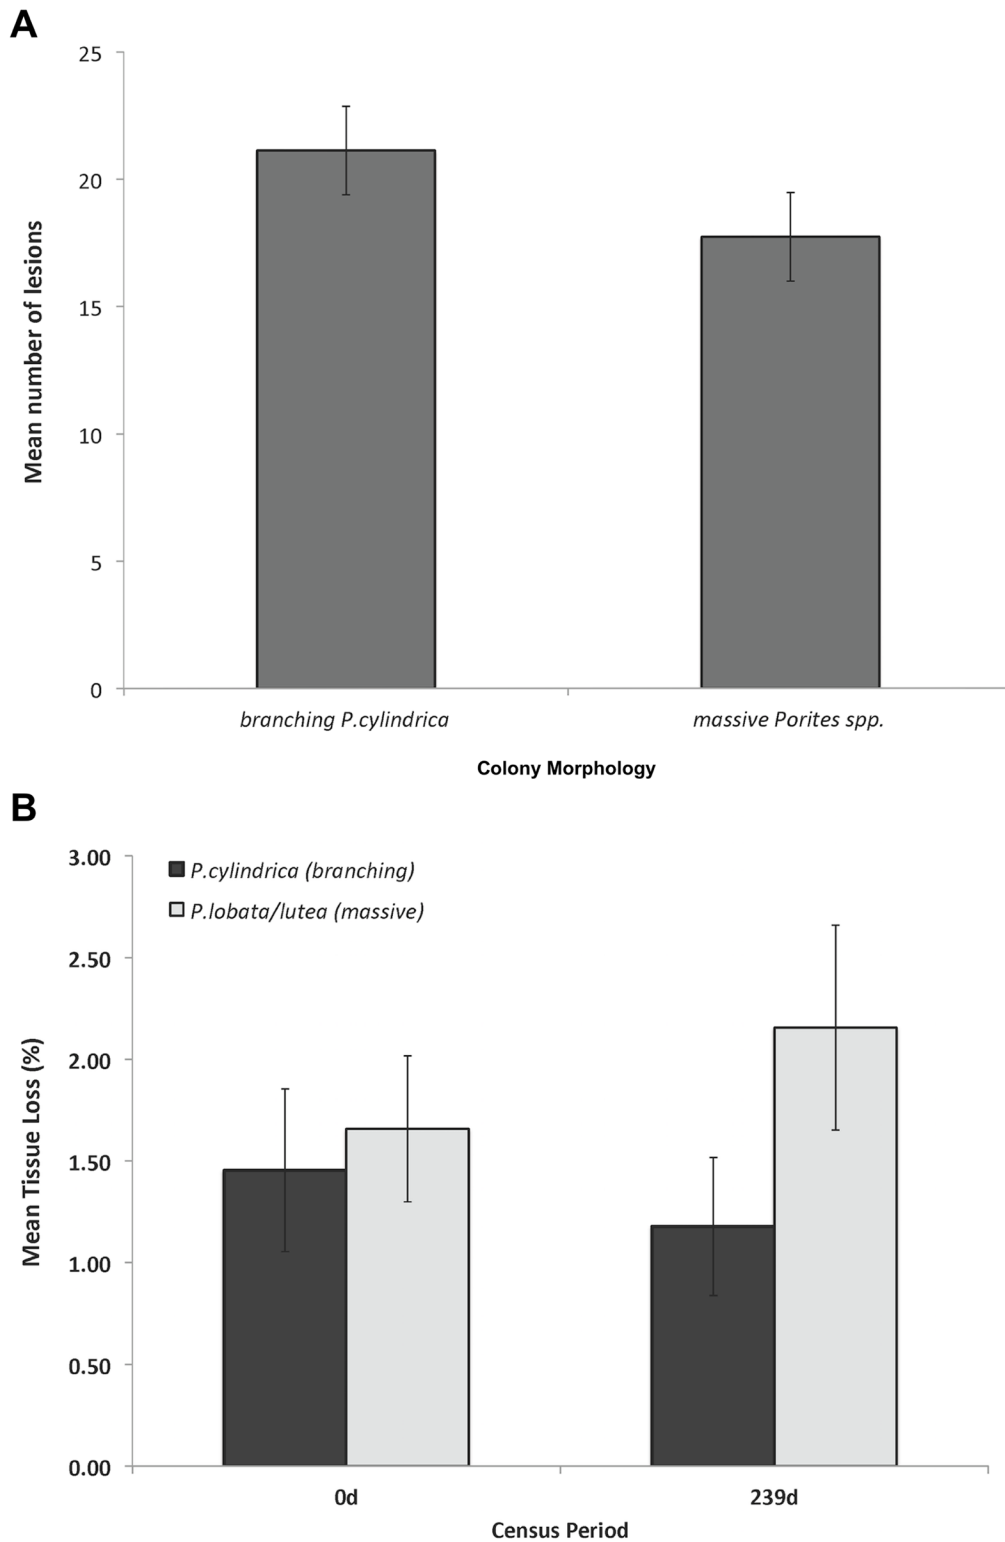 A
25
20
15
10
5
0
Mean number of lesions
branching P.cylindrica
massive Porites spp.
Colony Morphology
B
3.00
2.50
2.00
1.50
1.00
0.50
0.00
Mean Tissue Loss (%)
P.cylindrica (branching)
P.lobata/lutea (massive)
0d
239d
Census Period